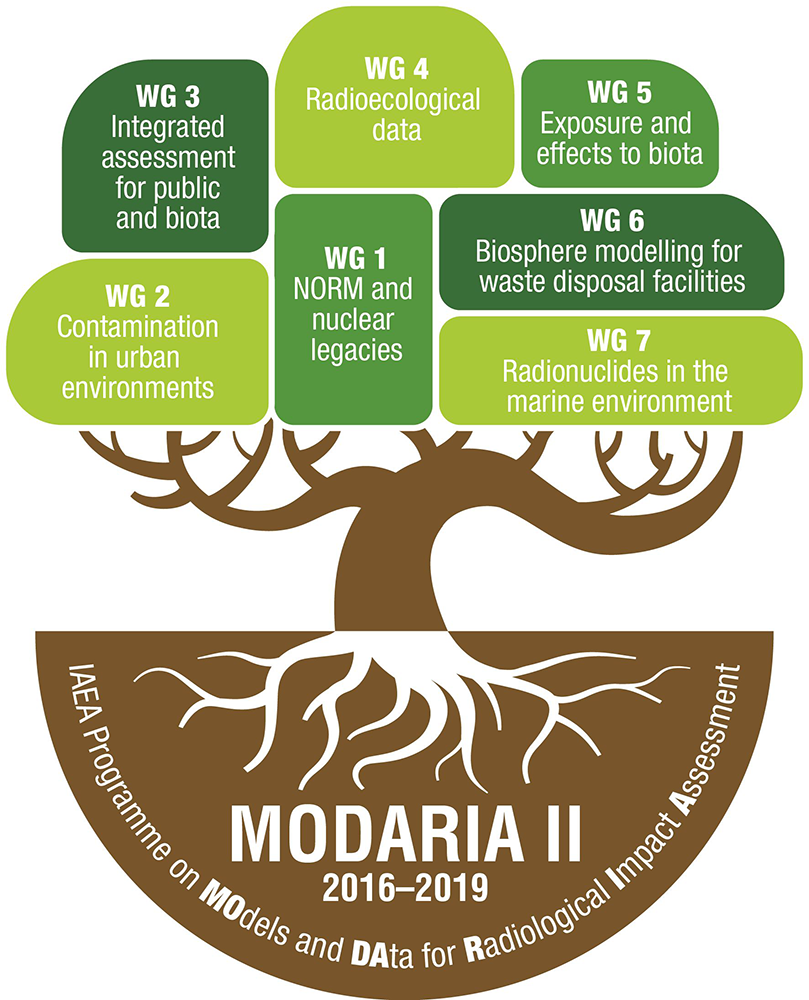 WG 4
Radioecological
data
WG 3
Integrated
assessment
for public
and biota
WG 5
Exposure and
effects to biota
WG 1
NORM and
nuclear
legacies
WG 6
Biosphere modelling for
waste disposal facilities
WG 2
Contamination
in urban
environments
WG 7
Radionuclides in the
marine environment
MODARIA II
2016–2019
IAEA Programme on MOdels and DAta for Radiological Impact Assessment